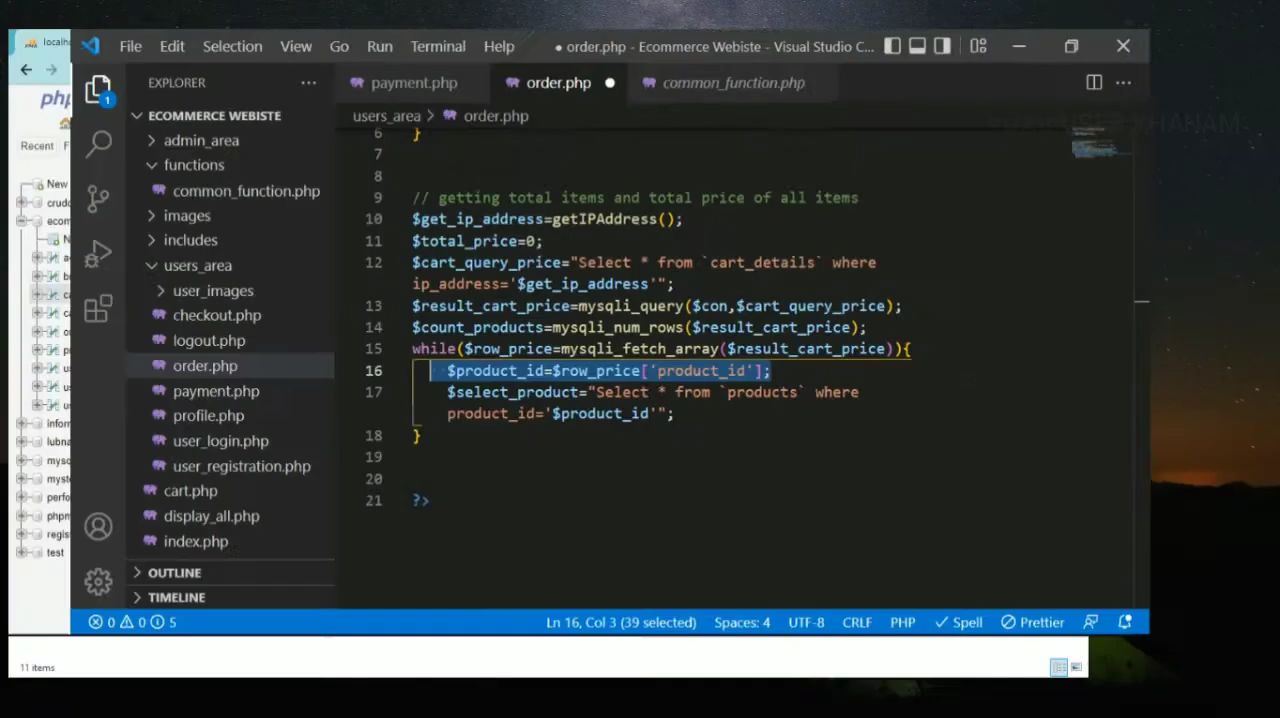 localh
File Edit Selection View Go Run Terminal Help
● order.php - Ecommerce Webiste - Visual Studio C...
php
Recent
New
crud
ecom
infor
lubna
myst
perfo
phpm
regis
test
EXPLORER
1
ECOMMERCE WEBISTE
admin_area
functions
common_function.php
images
includes
users_area
user_images
checkout.php
logout.php
order.php
payment.php
profile.php
user_login.php
user_registration.php
cart.php
display_all.php
index.php
OUTLINE
TIMELINE
payment.php order.php ● common_function.php
users_area > order.php
6 }
7
8
9 // getting total items and total price of all items
10 $get_ip_address=getIPAddress();
11 $total_price=0;
12 $cart_query_price="Select * from `cart_details` where
ip_address='$get_ip_address'";
13 $result_cart_price=mysqli_query($con,$cart_query_price);
14 $count_products=mysqli_num_rows($result_cart_price);
15 while($row_price=mysqli_fetch_array($result_cart_price)){
16 $product_id=$row_price['product_id'];
17 $select_product="Select * from `products` where
product_id='$product_id'";
18 }
19
20
21 ?>
0 0 5 Ln 16, Col 3 (39 selected) Spaces: 4 UTF-8 CRLF PHP Spell Prettier
11 items